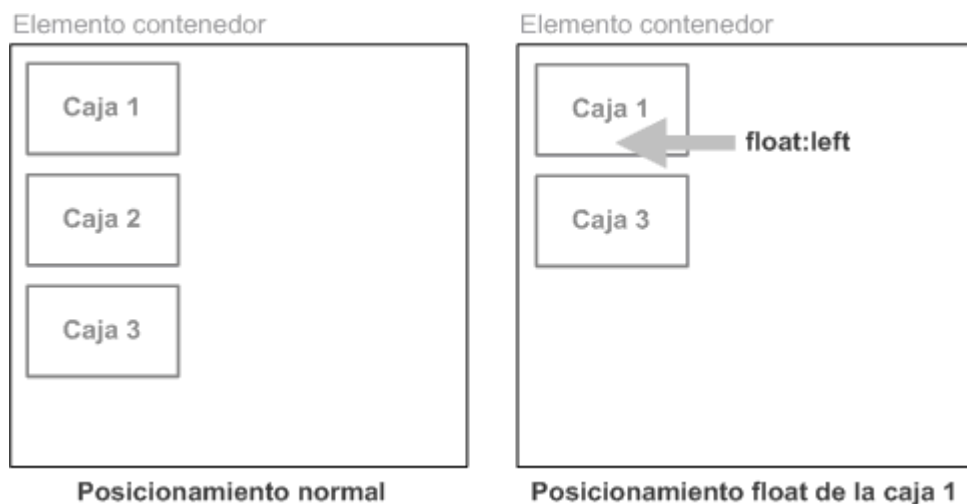 Elemento contenedor
Caja 1
Caja 2
Caja 3
Posicionamiento normal
Elemento contenedor
Caja 1
float:left
Caja 3
Posicionamiento float de la caja 1